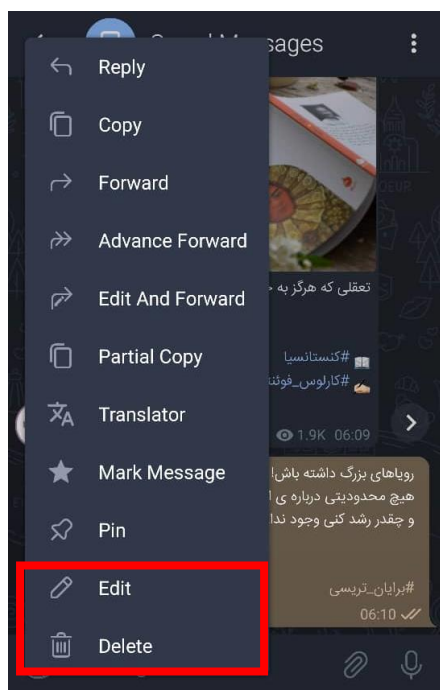 sages
Reply
Copy
Forward
Advance Forward
Edit And Forward
Partial Copy
Translator
Mark Message
Pin
Edit
Delete
تعقلی که هرگز به
#کنستانسیا
#کارلوس_فوئنت
1.9K 06:09
رویاهای بزرگ داشته باش!
هیچ محدودیتی درباره ی
و چقدر رشد کنی وجود ندا
#برایان_تریسی
06:10